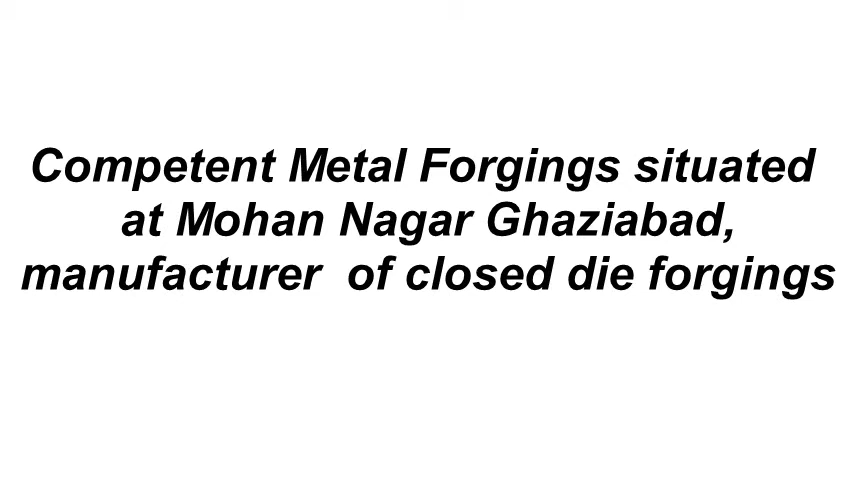 Competent Metal Forgings situated
at Mohan Nagar Ghaziabad,
manufacturer  of closed die forgings